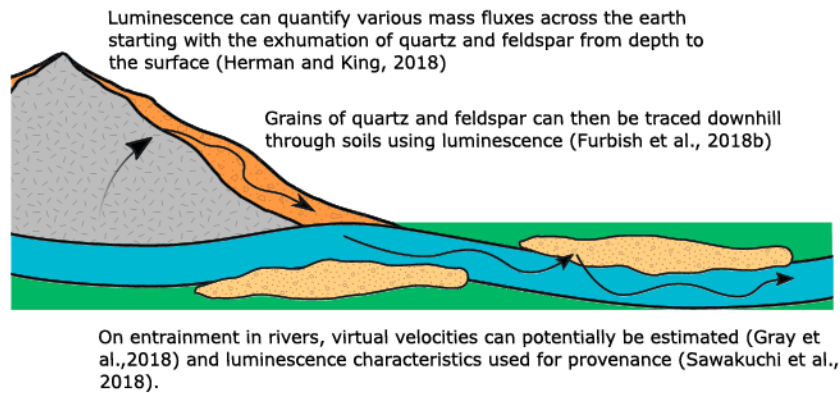 Luminescence can quantify various mass fluxes across the earth
starting with the exhumation of quartz and feldspar from depth to
the surface (Herman and King, 2018)
Grains of quartz and feldspar can then be traced downhill
through soils using luminescence (Furbish et al., 2018b)
On entrainment in rivers, virtual velocities can potentially be estimated (Gray et
al.,2018) and luminescence characteristics used for provenance (Sawakuchi et al.,
2018).